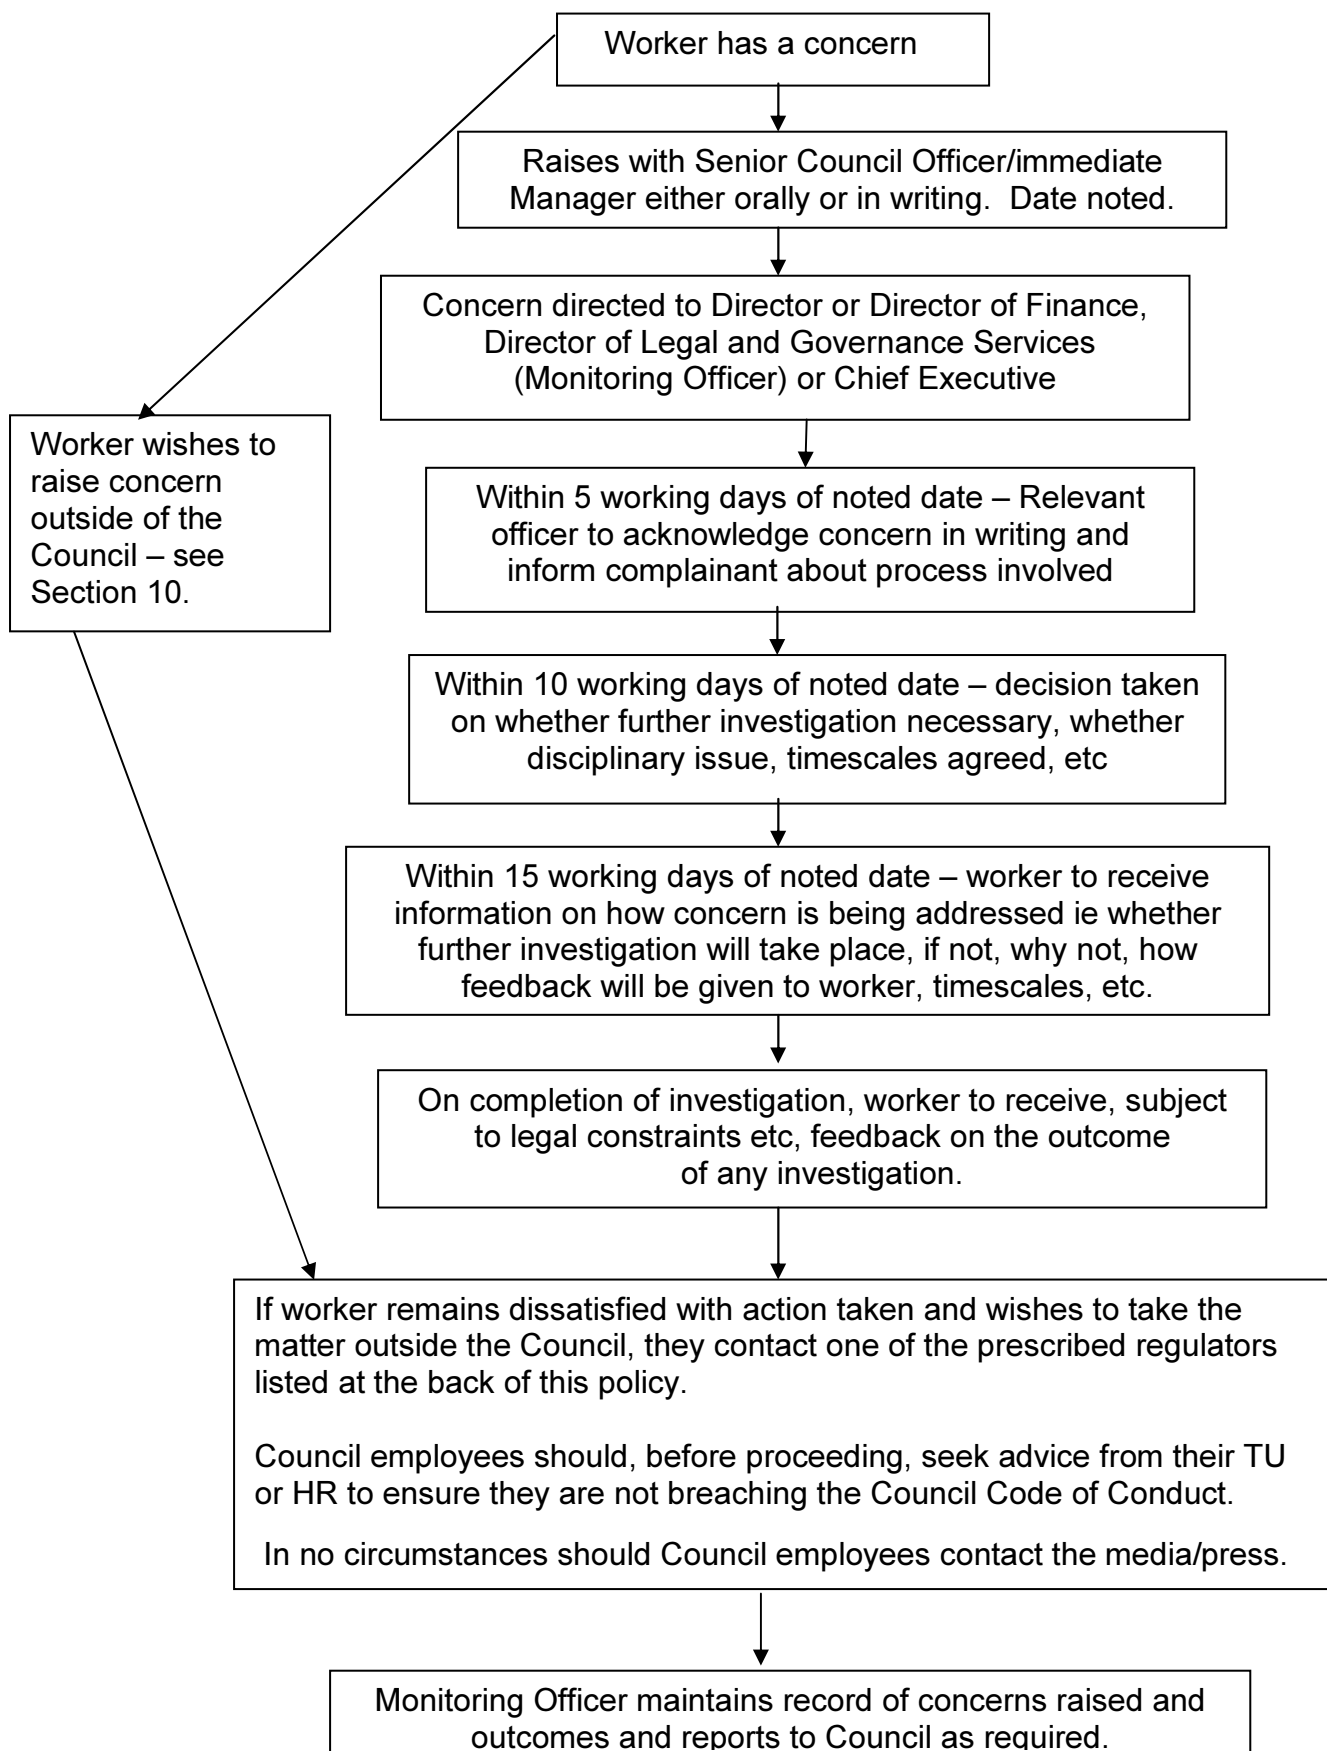 Worker has a concern
Raises with Senior Council Officer/immediate
Manager either orally or in writing.  Date noted.
Concern directed to Director or Director of Finance,
Director of Legal and Governance Services
(Monitoring Officer) or Chief Executive
Worker wishes to
raise concern
outside of the
Council – see
Section 10.
Within 5 working days of noted date – Relevant
officer to acknowledge concern in writing and
inform complainant about process involved
Within 10 working days of noted date – decision taken
on whether further investigation necessary, whether
disciplinary issue, timescales agreed, etc
Within 15 working days of noted date – worker to receive
information on how concern is being addressed ie whether
further investigation will take place, if not, why not, how
feedback will be given to worker, timescales, etc.
On completion of investigation, worker to receive, subject
to legal constraints etc, feedback on the outcome
of any investigation.
If worker remains dissatisfied with action taken and wishes to take the
matter outside the Council, they contact one of the prescribed regulators
listed at the back of this policy.
Council employees should, before proceeding, seek advice from their TU
or HR to ensure they are not breaching the Council Code of Conduct.
In no circumstances should Council employees contact the media/press.
Monitoring Officer maintains record of concerns raised and
outcomes and reports to Council as required.